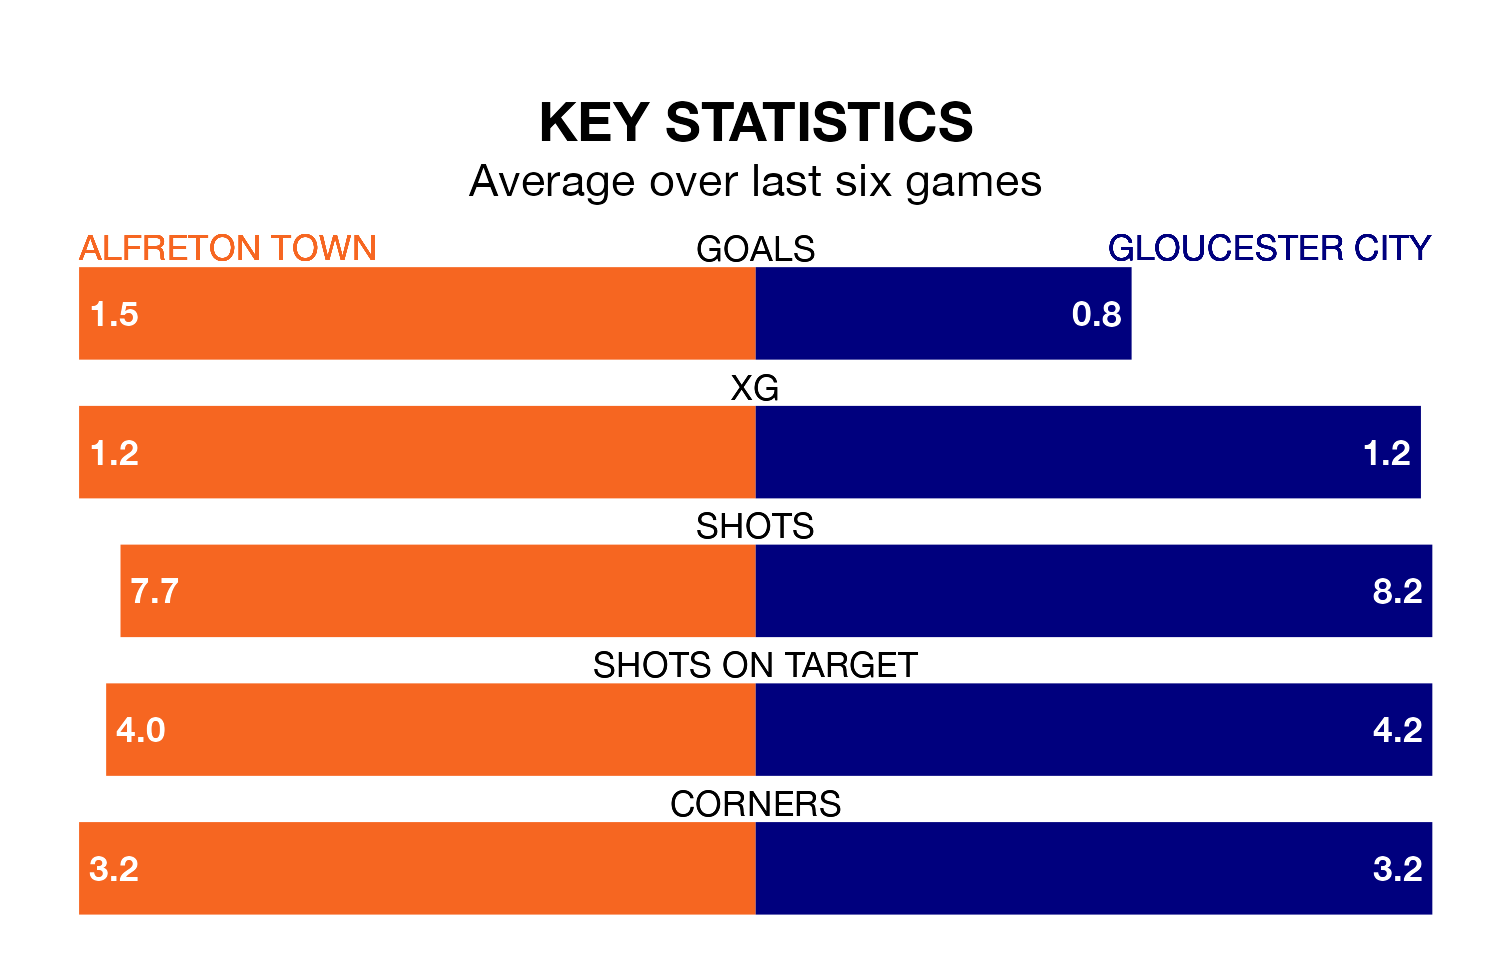 KEY STATISTICS
Average over last six games
ALFRETON TOWN GOALS GLOUCESTER CITY
1.5 0.8
XG
1.2 1.2
SHOTS
7.7 8.2
SHOTS ON TARGET
4.0 4.2
CORNERS
3.2 3.2